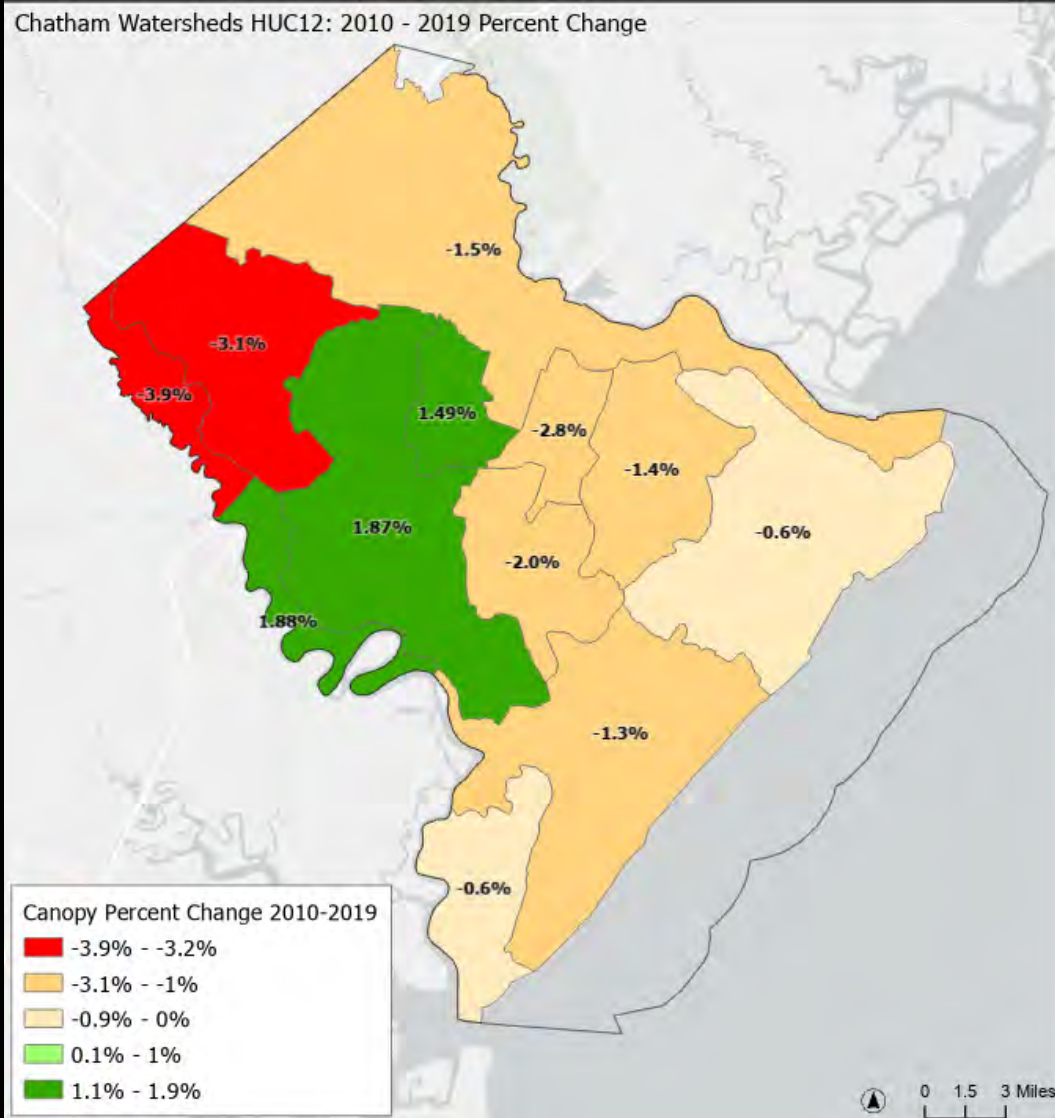 Chatham Watersheds HUC12: 2010 - 2019 Percent Change
-1.5%
-3.1%
-3.9%
1.49%
-2.8%
-1.4%
1.87%
-0.6%
-2.0%
1.88%
-1.3%
-0.6%
Canopy Percent Change 2010-2019
-3.9% - -3.2%
-3.1% - -1%
-0.9% - 0%
0.1% - 1%
1.1% - 1.9%
0 1.5 3 Miles